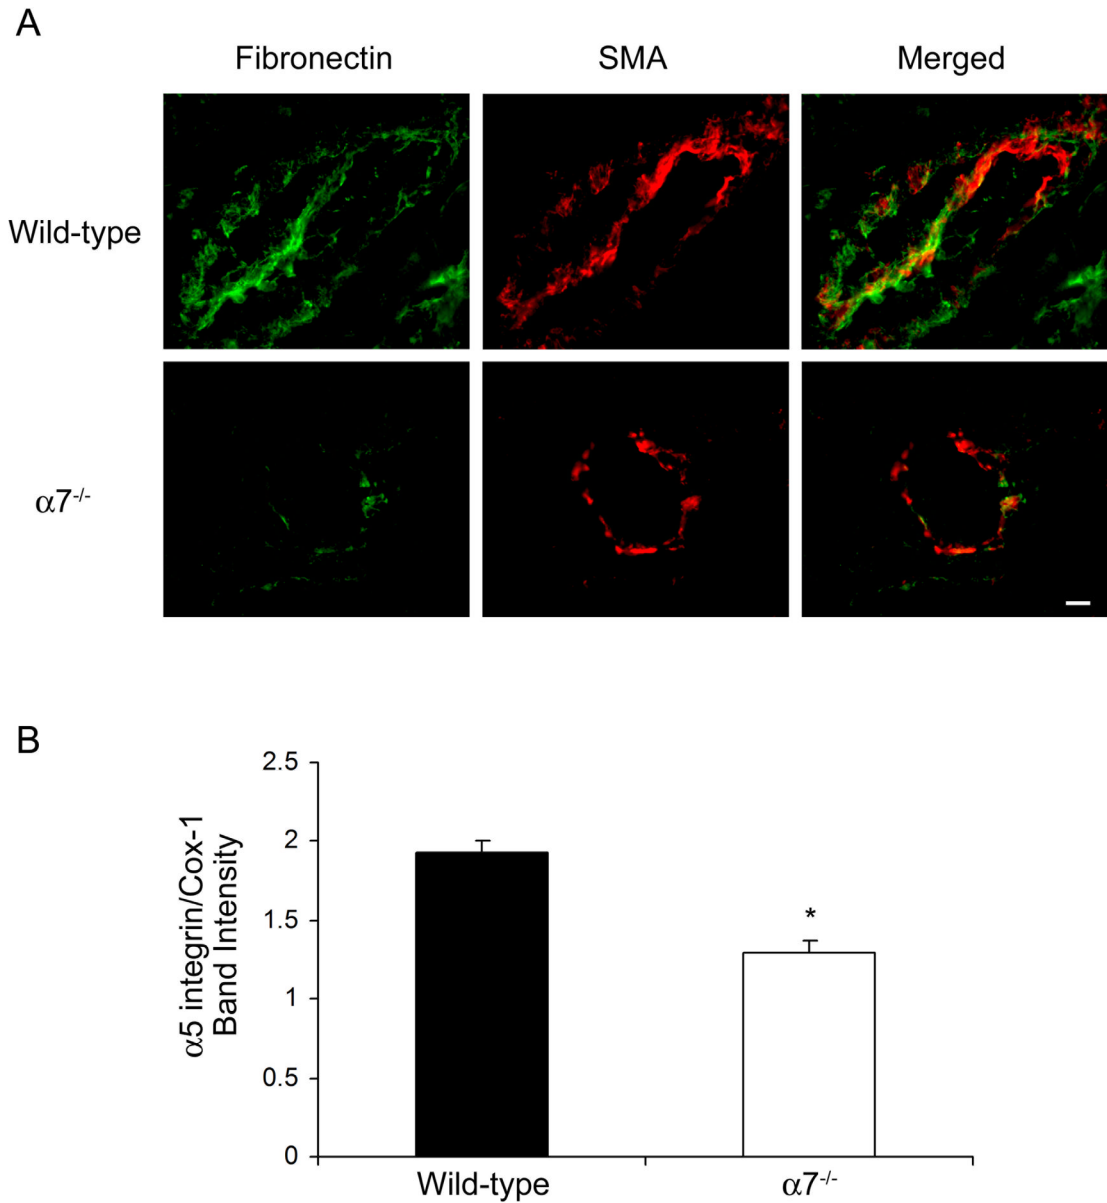 A
Fibronectin SMA Merged
Wild-type
α7-/-
B
α5 integrin/Cox-1
Band Intensity
2.5
2
1.5
1
0.5
0
*
Wild-type α7-/-